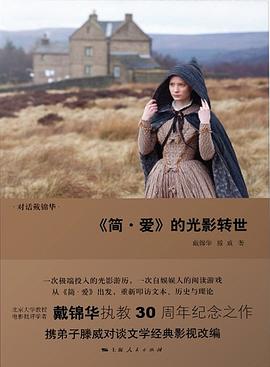 · 对话戴锦华 ·
《简·爱》的光影转世
戴锦华 滕威 著
一次极端投入的光影游历，一次自娱娱人的阅读游戏
从《简·爱》出发，重新叩访文本、历史与理论
北京大学教授
电影批评学者
戴锦华执教30周年纪念之作
携弟子滕威对谈文学经典影视改编
上海人民出版社